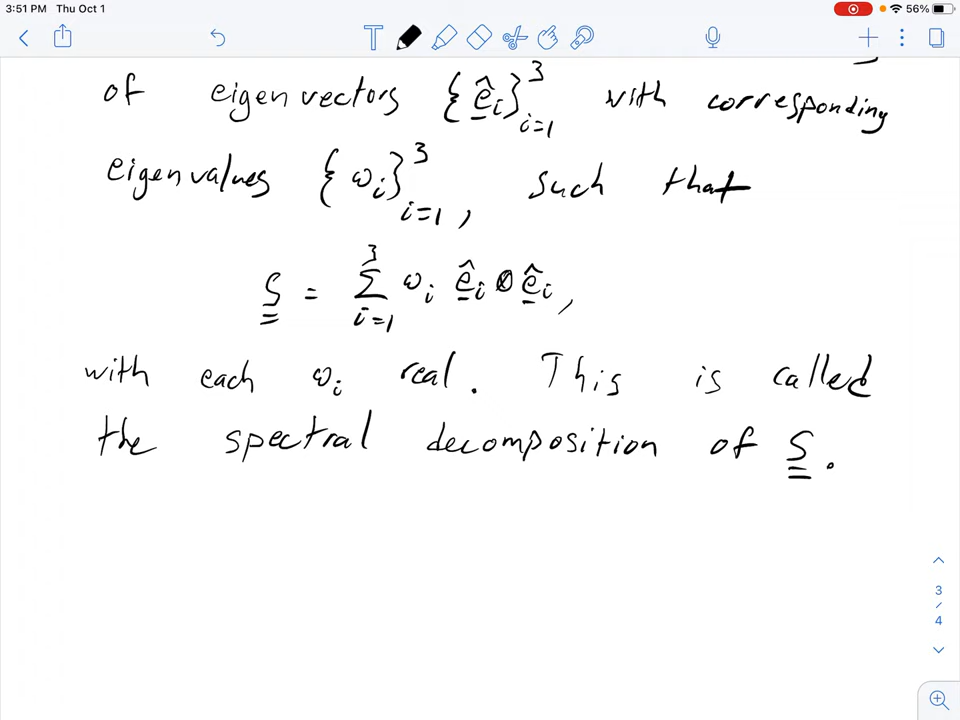 3:51 PM Thu Oct 1
56%
T
of eigenvectors {ê_i}_{i=1}^3 with corresponding
eigenvalues {ω_i}_{i=1}^3, such that
S = Σ_{i=1}^3 ω_i ê_i ⊗ ê_i,
with each ω_i real. This is called
the spectral decomposition of S.
3
/
4